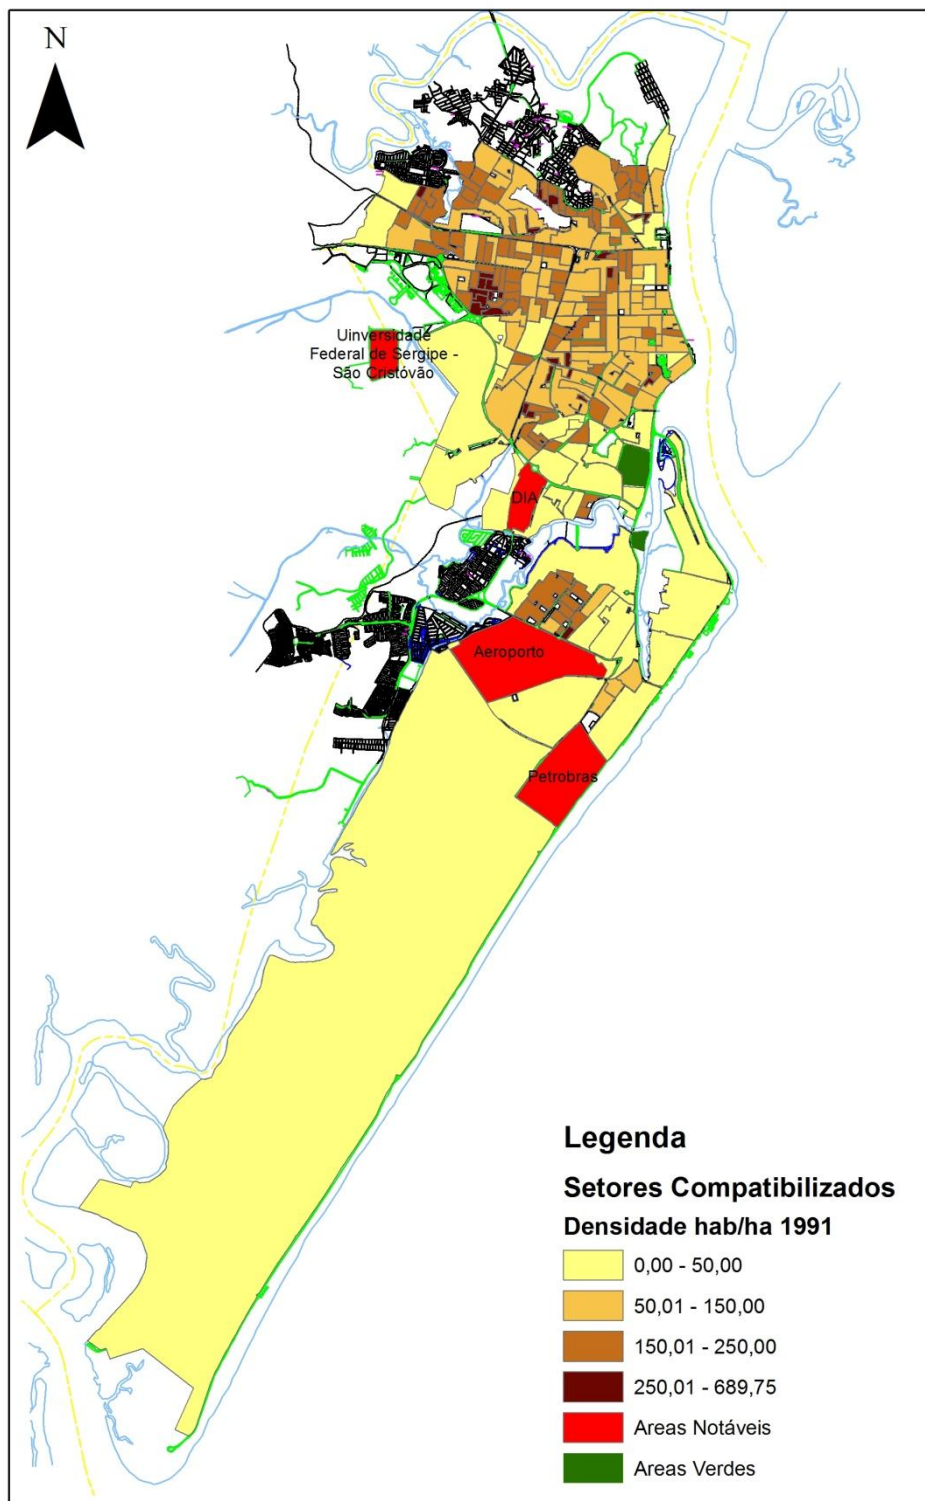 N
Uinversidade
Federal de Sergipe -
São Cristóvão
DIA
Aeroporto
Petrobras
Legenda
Setores Compatibilizados
Densidade hab/ha 1991
0,00 - 50,00
50,01 - 150,00
150,01 - 250,00
250,01 - 689,75
Areas Notáveis
Areas Verdes